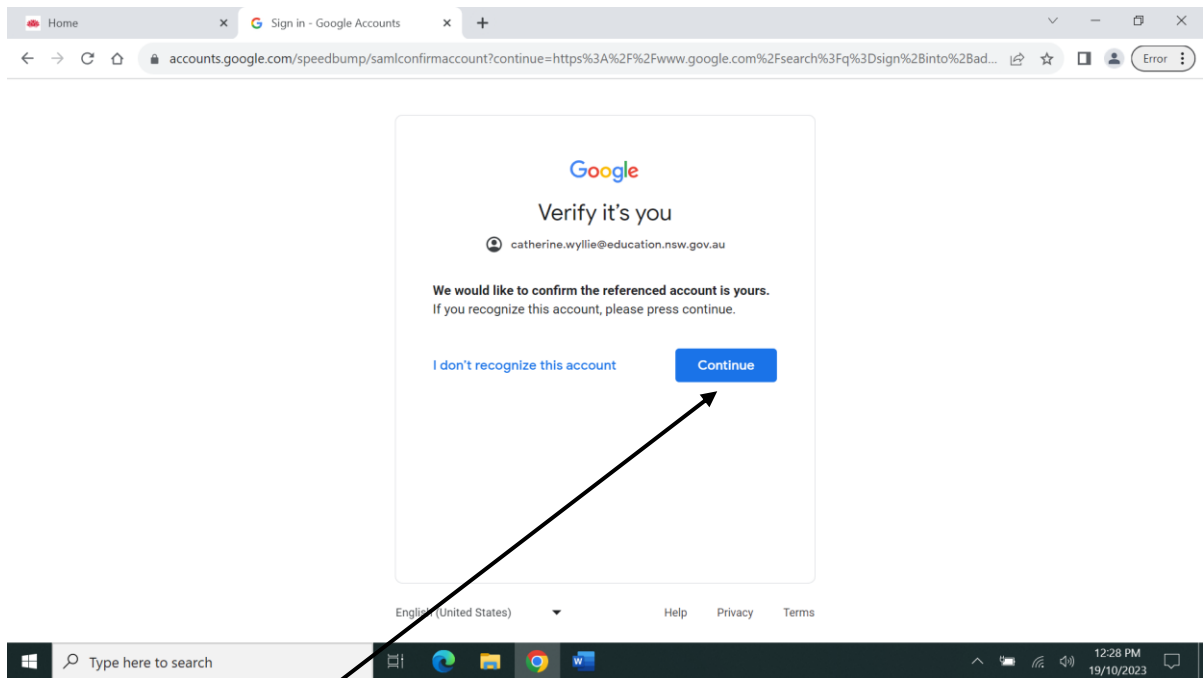 Home
Sign in - Google Accounts
accounts.google.com/speedbump/samlconfirmaccount?continue=https%3A%2F%2Fwww.google.com%2Fsearch%3Fq%3Dsign%2Binto%2Bad...
Error
Google
Verify it's you
catherine.wyllie@education.nsw.gov.au
We would like to confirm the referenced account is yours.
If you recognize this account, please press continue.
I don't recognize this account
Continue
English (United States)
Help Privacy Terms
Type here to search
12:28 PM
19/10/2023